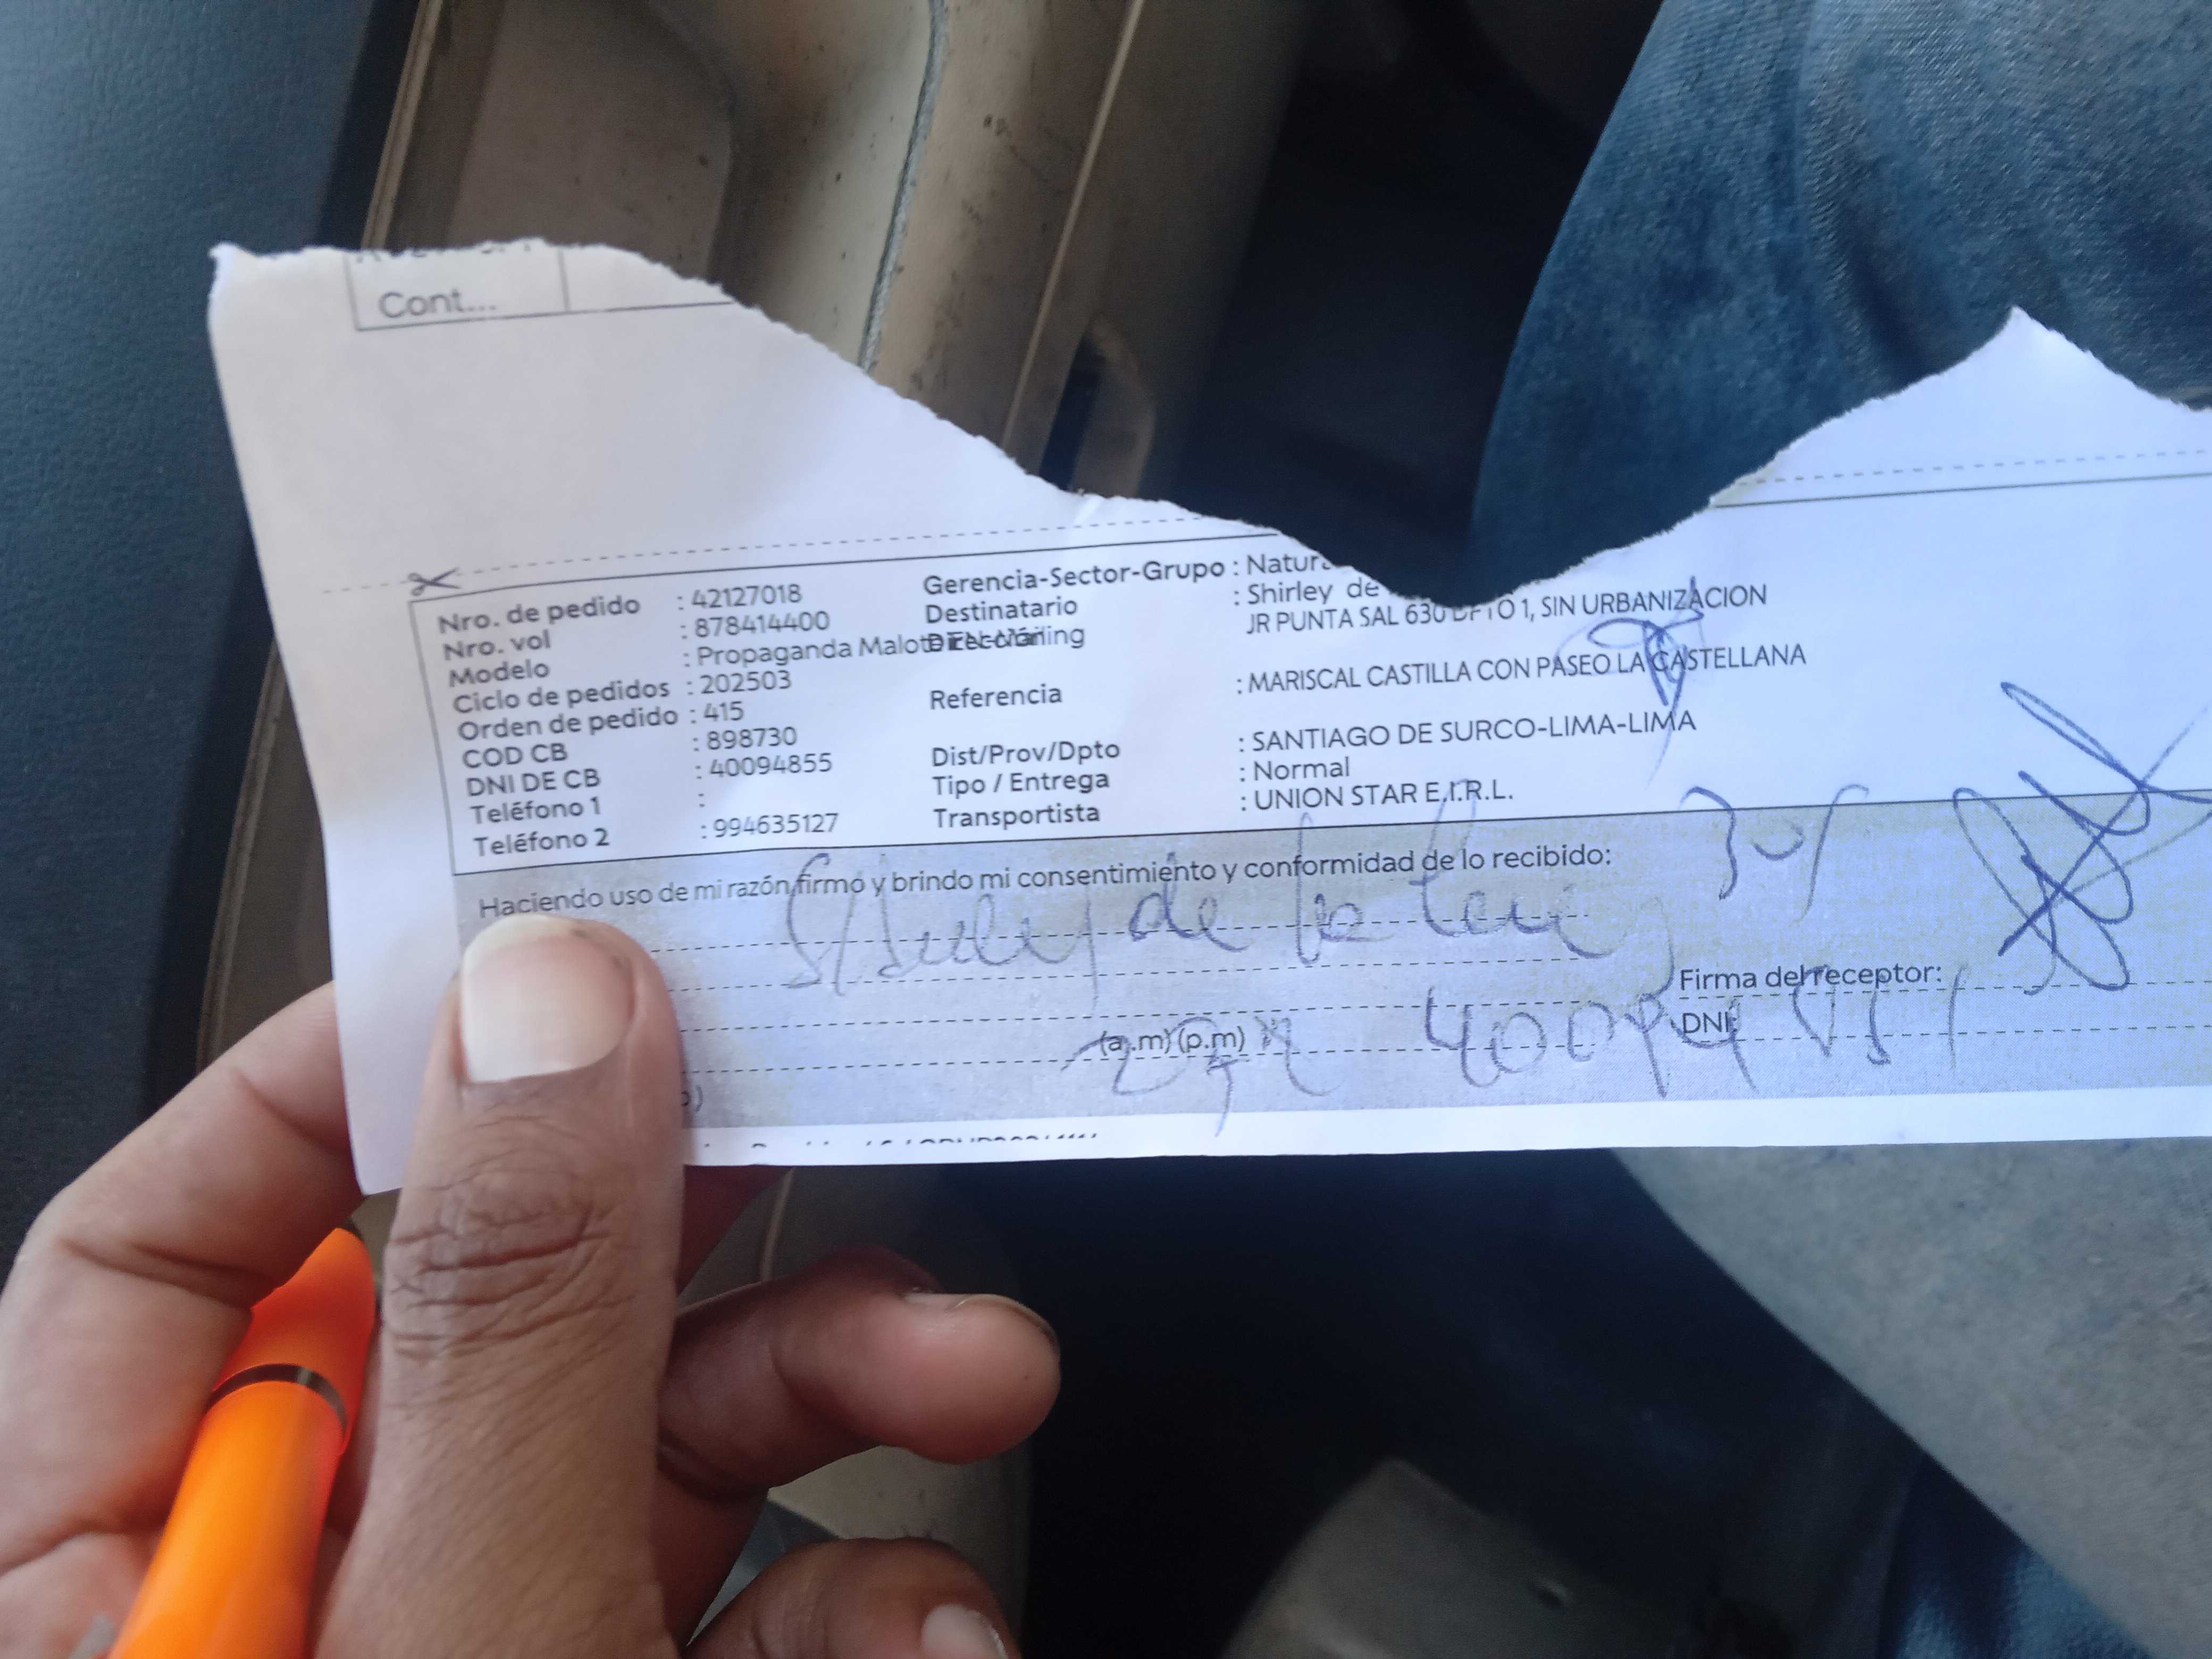 Cont...
Nro. de pedido : 42127018
Nro. vol : 878414400
Modelo : Propaganda
Ciclo de pedidos : 202503
Orden de pedido : 415
COD CB : 898730
DNI DE CB : 40094855
Teléfono 1 :
Teléfono 2 : 994635127
Gerencia-Sector-Grupo :
Destinatario : Shirley de
JR PUNTA SAL 630 DPTO 1, SIN URBANIZACION
Referencia : MARISCAL CASTILLA CON PASEO LA CASTELLANA
Dist/Prov/Dpto : SANTIAGO DE SURCO-LIMA-LIMA
Tipo / Entrega : Normal
Transportista : UNION STAR E.I.R.L.
Haciendo uso de mi razón firmo y brindo mi consentimiento y conformidad de lo recibido:
de la
Firma del receptor:
(a.m) (p.m)
DNI: